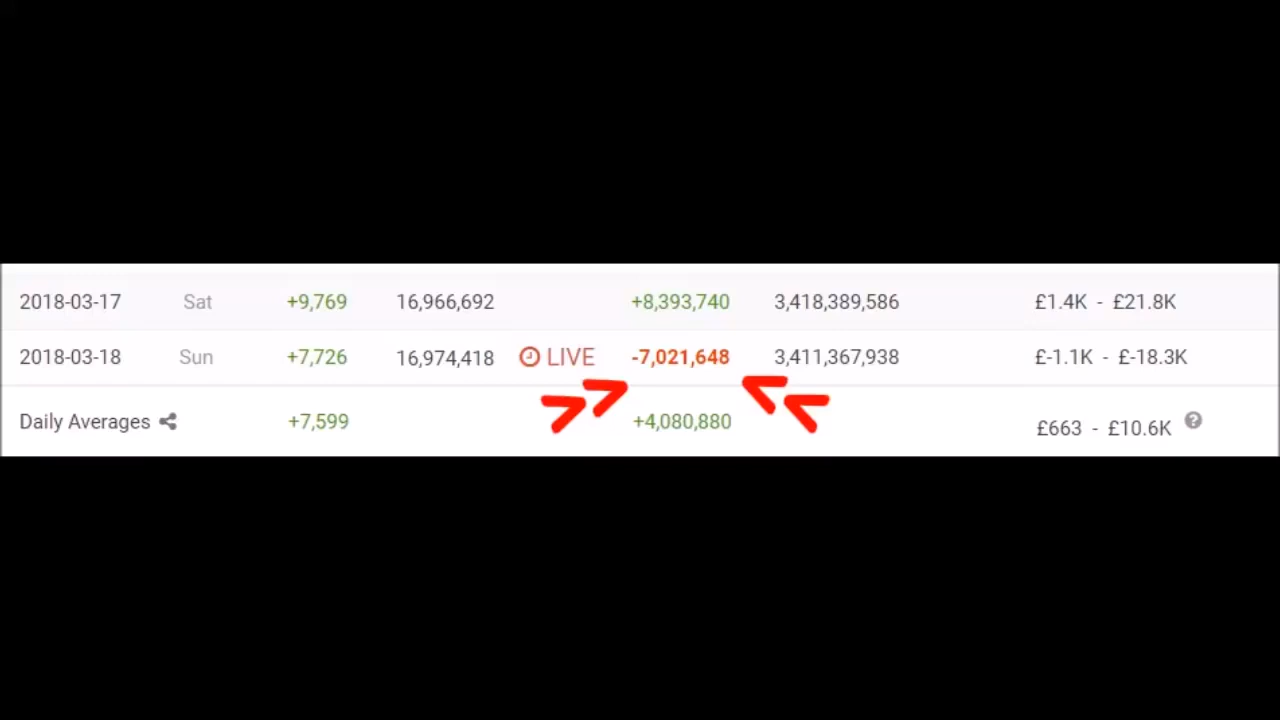 2018-03-17 Sat +9,769 16,966,692 +8,393,740 3,418,389,586 £1.4K - £21.8K
2018-03-18 Sun +7,726 16,974,418 LIVE -7,021,648 3,411,367,938 £-1.1K - £-18.3K
Daily Averages +7,599 +4,080,880 £663 - £10.6K ?